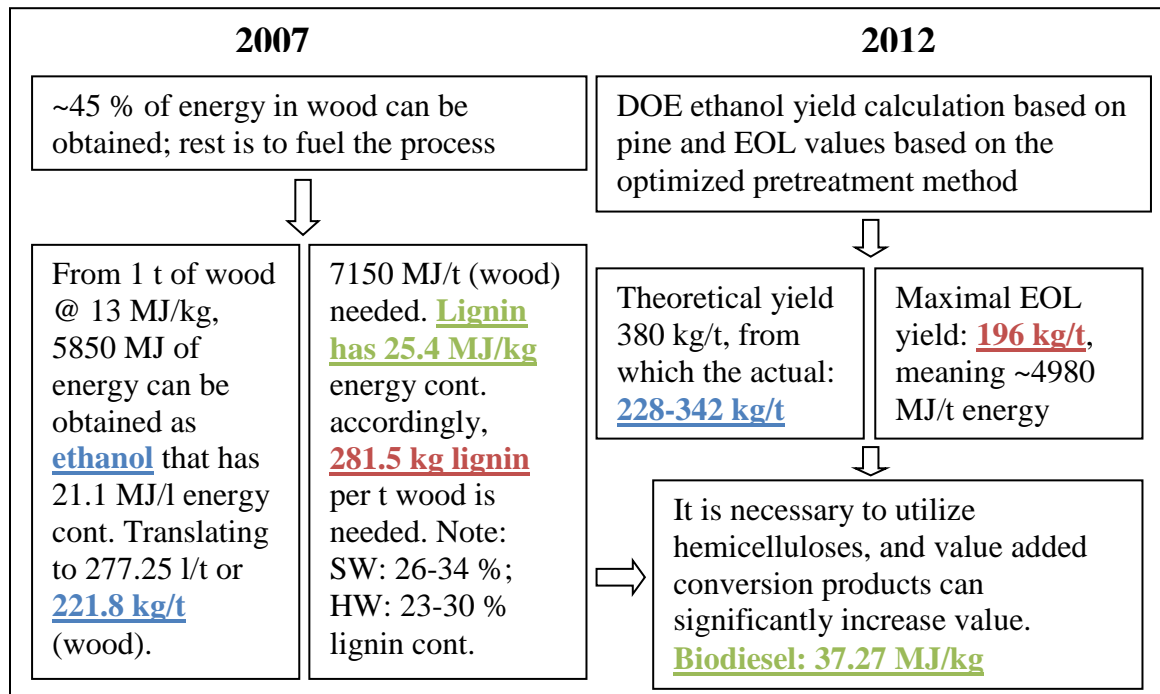 2007
~45 % of energy in wood can be
obtained; rest is to fuel the process
From 1 t of wood
@ 13 MJ/kg,
5850 MJ of
energy can be
obtained as
ethanol that has
21.1 MJ/l energy
cont. Translating
to 277.25 l/t or
221.8 kg/t
(wood).
7150 MJ/t (wood)
needed. Lignin
has 25.4 MJ/kg
energy cont.
accordingly,
281.5 kg lignin
per t wood is
needed. Note:
SW: 26-34 %;
HW: 23-30 %
lignin cont.
2012
DOE ethanol yield calculation based on
pine and EOL values based on the
optimized pretreatment method
Theoretical yield
380 kg/t, from
which the actual:
228-342 kg/t
Maximal EOL
yield: 196 kg/t,
meaning ~4980
MJ/t energy
It is necessary to utilize
hemicelluloses, and value added
conversion products can
significantly increase value.
Biodiesel: 37.27 MJ/kg